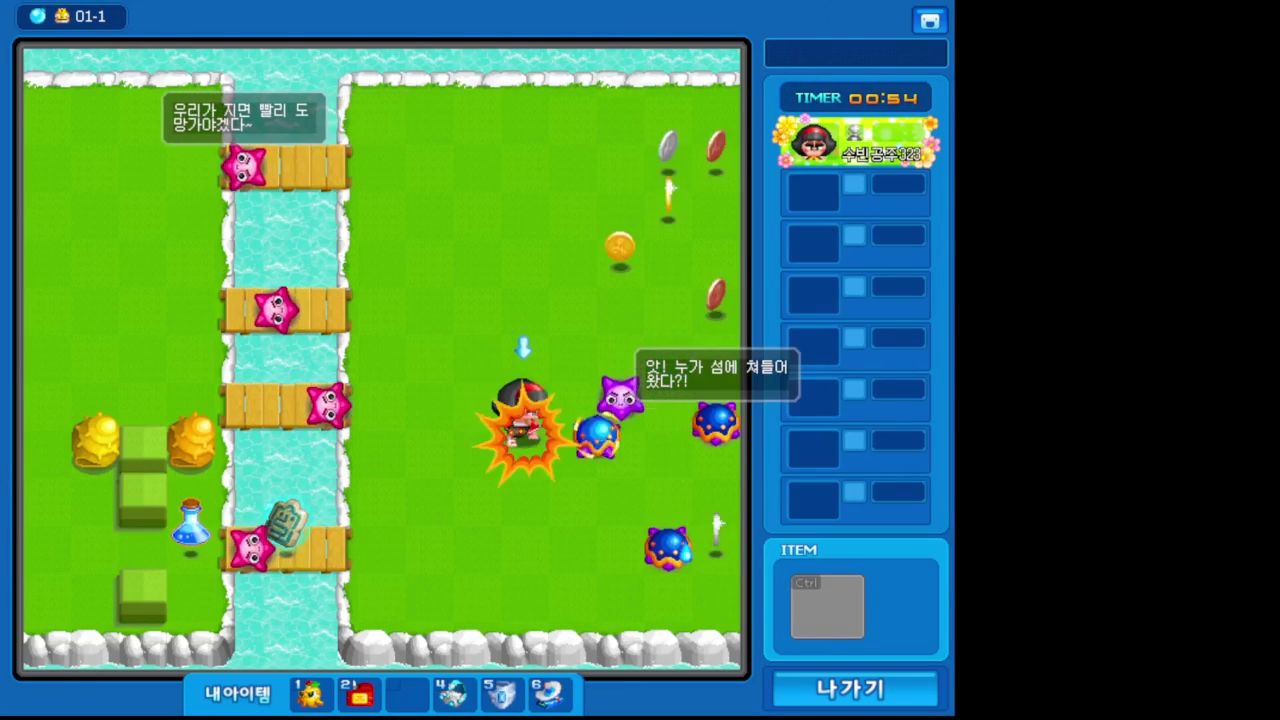 01-1
우리가 지면 빨리 도
망가야겠다~
TIMER 00:54
수빈공주323
앗! 누가 섬에 쳐들어
왔다?!
ITEM
Ctrl
내아이템
1
2
4
5
6
나가기